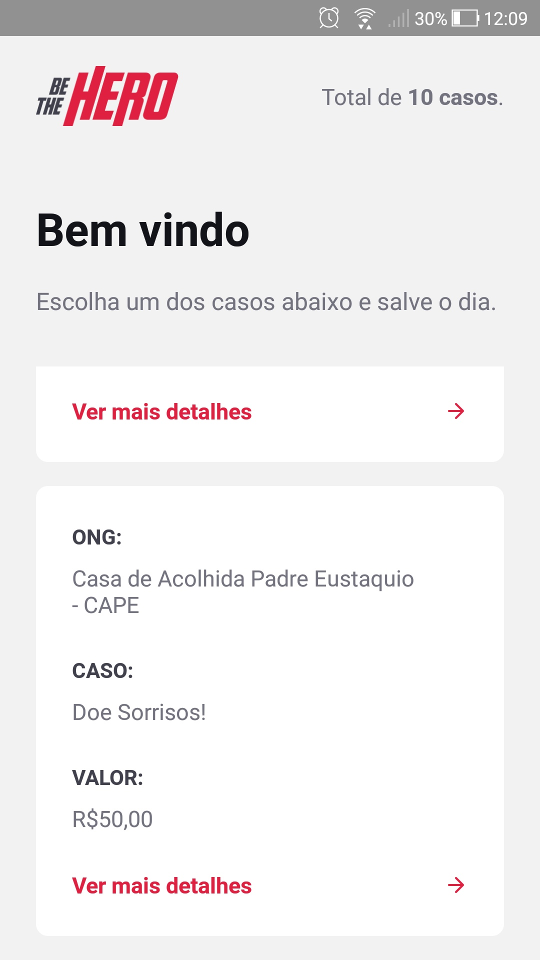 30% 12:09
BE THE HERO
Total de 10 casos.
Bem vindo
Escolha um dos casos abaixo e salve o dia.
Ver mais detalhes
ONG:
Casa de Acolhida Padre Eustaquio
- CAPE
CASO:
Doe Sorrisos!
VALOR:
R$50,00
Ver mais detalhes